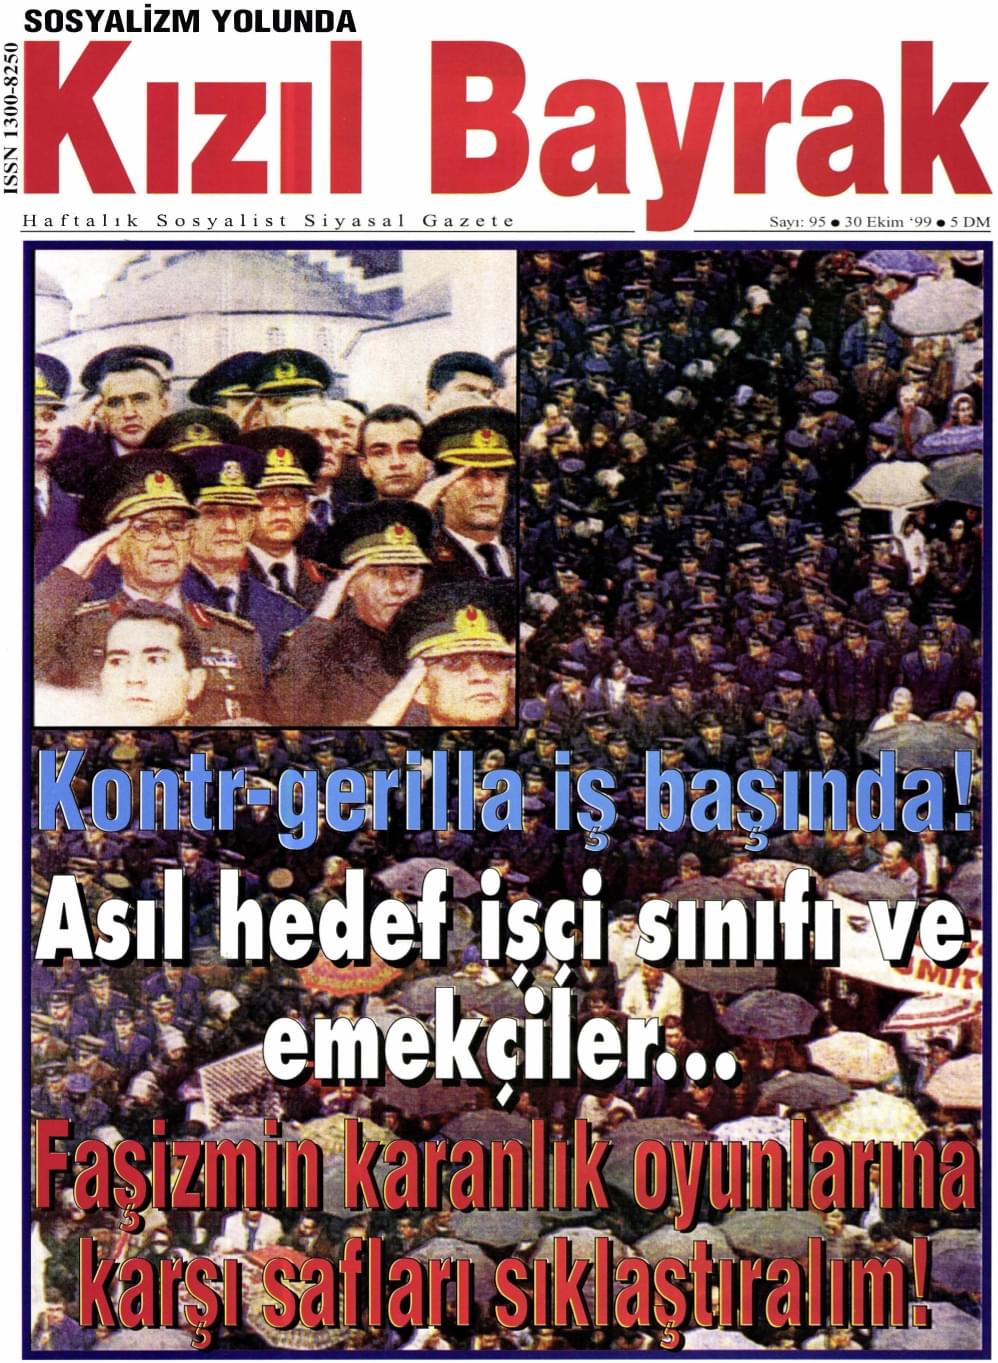 SOSYALİZM YOLUNDA
Kızıl Bayrak
ISSN 1300-8250
Haftalık Sosyalist Siyasal Gazete
Sayı: 95 ● 30 Ekim ‘99 ● 5 DM
Kontr-gerilla iş başında!
Asıl hedef işçi sınıfı ve
emekçiler...
Faşizmin karanlık oyunlarına
karşı safları sıklaştıralım!